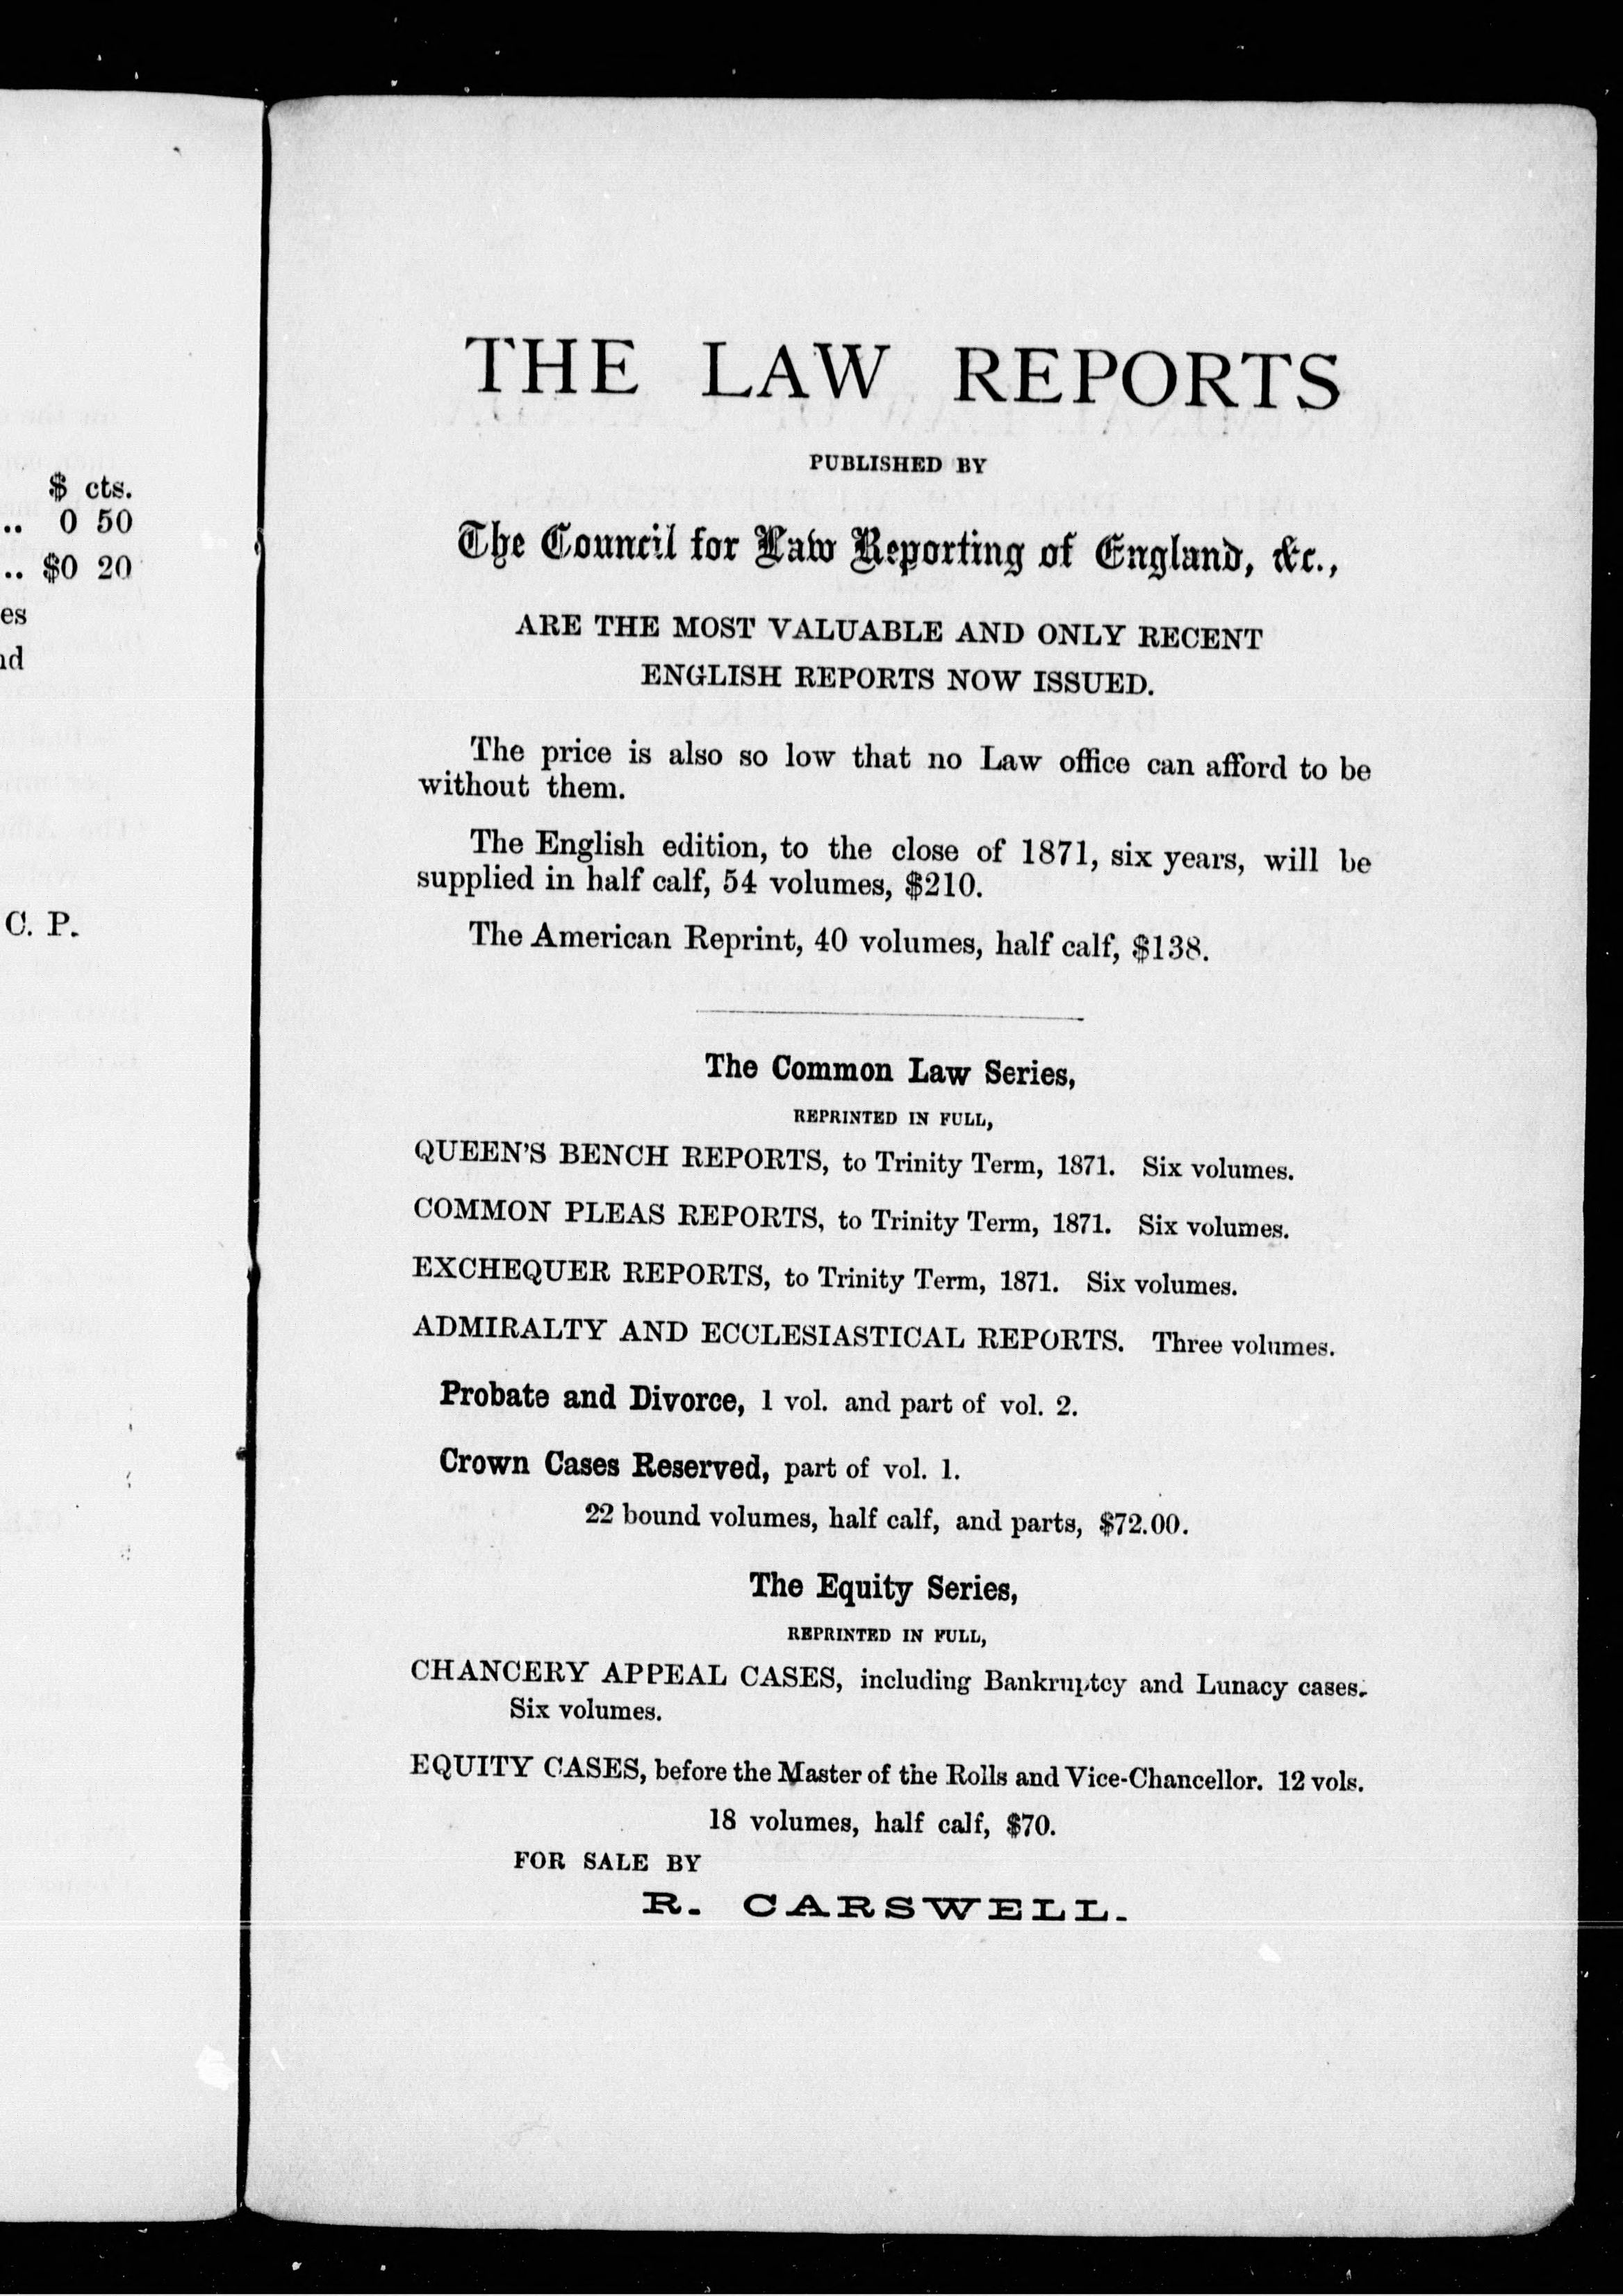 $ cts.
.. 0 50
.. $0 20
es
C. P.
THE LAW REPORTS
PUBLISHED BY
The Council for Law Reporting of England, &c.,
ARE THE MOST VALUABLE AND ONLY RECENT
ENGLISH REPORTS NOW ISSUED.
The price is also so low that no Law office can afford to be
without them.
The English edition, to the close of 1871, six years, will be
supplied in half calf, 54 volumes, $210.
The American Reprint, 40 volumes, half calf, $138.
The Common Law Series,
REPRINTED IN FULL,
QUEEN'S BENCH REPORTS, to Trinity Term, 1871. Six volumes.
COMMON PLEAS REPORTS, to Trinity Term, 1871. Six volumes.
EXCHEQUER REPORTS, to Trinity Term, 1871. Six volumes.
ADMIRALTY AND ECCLESIASTICAL REPORTS. Three volumes.
Probate and Divorce, 1 vol. and part of vol. 2.
Crown Cases Reserved, part of vol. 1.
22 bound volumes, half calf, and parts, $72.00.
The Equity Series,
REPRINTED IN FULL,
CHANCERY APPEAL CASES, including Bankruptcy and Lunacy cases.
Six volumes.
EQUITY CASES, before the Master of the Rolls and Vice-Chancellor. 12 vols.
18 volumes, half calf, $70.
FOR SALE BY
R. CARSWELL.